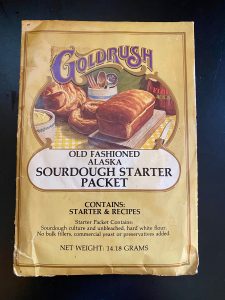 GOLDRUSH
OLD FASHIONED
ALASKA
SOURDOUGH STARTER
PACKET
CONTAINS:
STARTER & RECIPES
Starter Packet Contains:
Sourdough culture and unbleached, hard white flour.
No bulk fillers, commercial yeast or preservatives added.
NET WEIGHT: 14.18 GRAMS